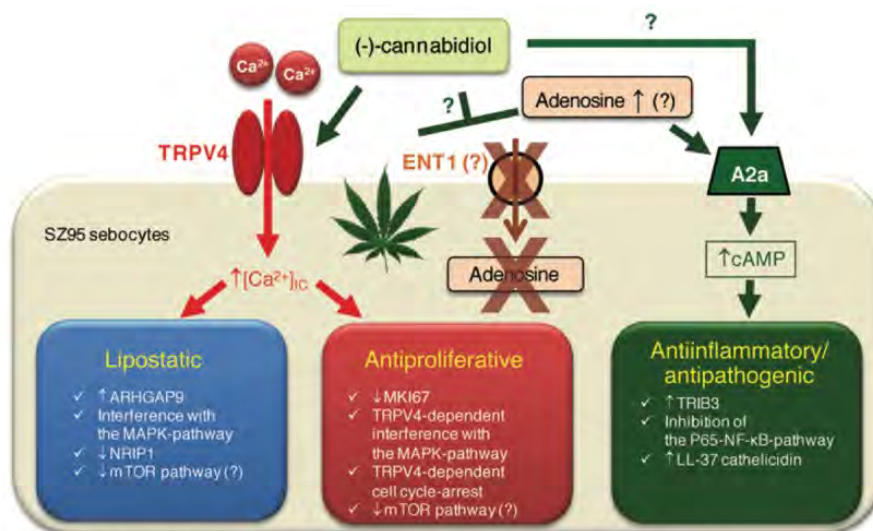 (-)-cannabidiol
?
Ca²⁺
Ca²⁺
?
Adenosine ↑ (?)
TRPV4
ENT1 (?)
A2a
SZ95 sebocytes
↑cAMP
↑[Ca²⁺]IC
Adenosine
Lipostatic
✓ ↑ARHGAP9
✓ Interference with
the MAPK-pathway
✓ ↓NRIP1
✓ ↓mTOR pathway (?)
Antiproliferative
✓ ↓MKI67
✓ TRPV4-dependent
interference with
the MAPK-pathway
✓ TRPV4-dependent
cell cycle-arrest
✓ ↓mTOR pathway (?)
Antiinflammatory/
antipathogenic
✓ ↑TRIB3
✓ Inhibition of
the P65-NF-κB-pathway
✓ ↑LL-37 cathelicidin